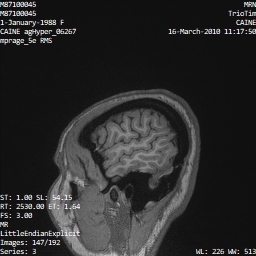 M87100045
MRN
M87100045
TrioTim
1-January-1988 F
CAINE
CAINE agHyper_06267
16-March-2010 11:17:50
mprage_5e RMS
ST: 1.00 SL: 54.15
RT: 2530.00 ET: 1.64
FS: 3.00
MR
LittleEndianExplicit
Images: 147/192
Series: 3
WL: 226 WW: 513